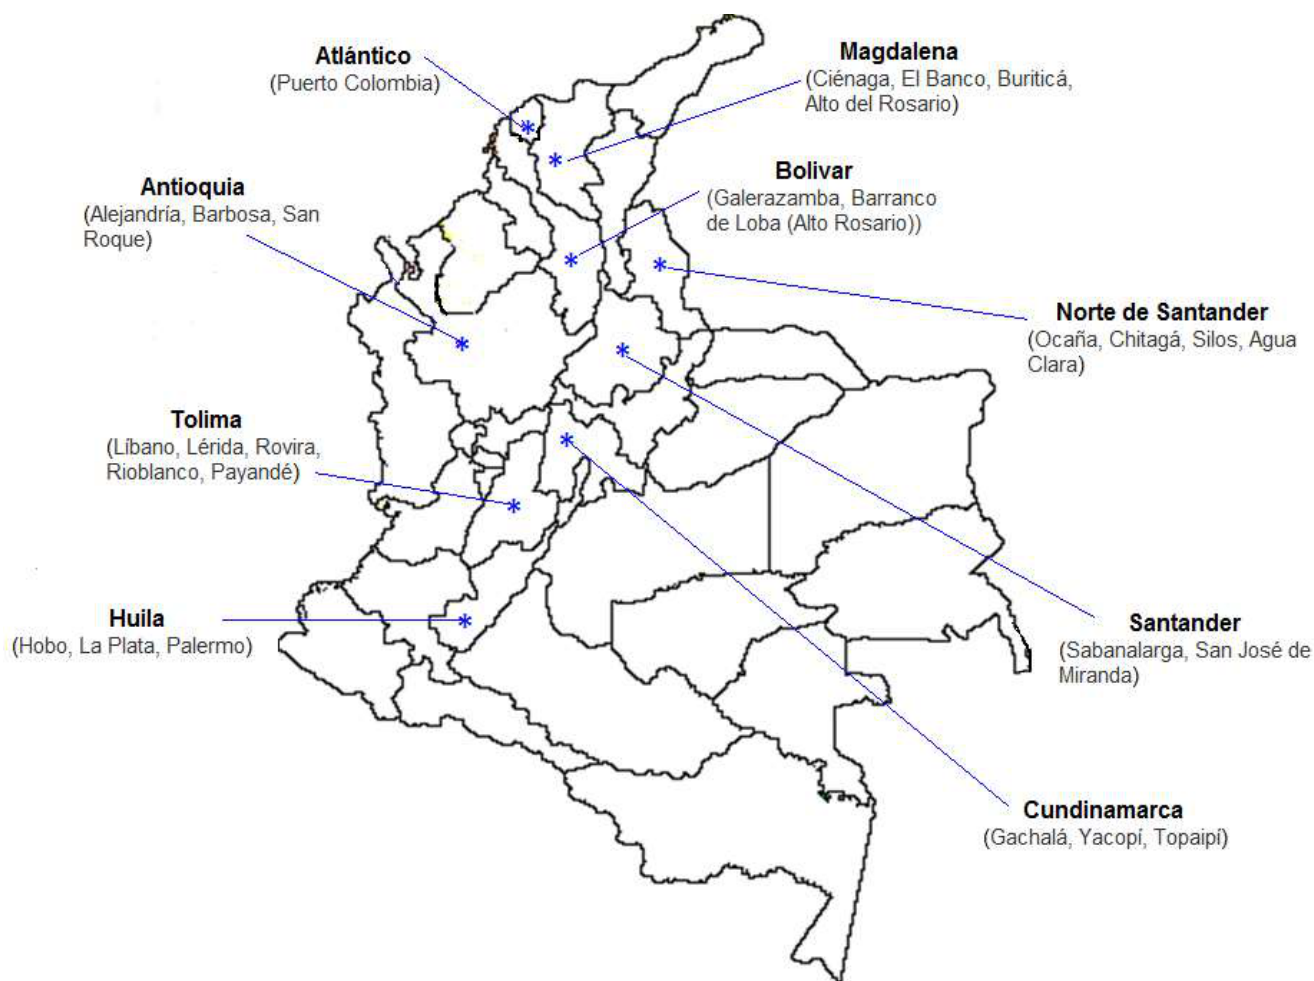 Atlántico
(Puerto Colombia)
Magdalena
(Ciénaga, El Banco, Buriticá,
Alto del Rosario)
Antioquia
(Alejandría, Barbosa, San
Roque)
Bolivar
(Galerazamba, Barranco
de Loba (Alto Rosario))
Norte de Santander
(Ocaña, Chitagá, Silos, Agua
Clara)
Tolima
(Líbano, Lérida, Rovira,
Rioblanco, Payandé)
Huila
(Hobo, La Plata, Palermo)
Santander
(Sabanalarga, San José de
Miranda)
Cundinamarca
(Gachalá, Yacopí, Topaipí)